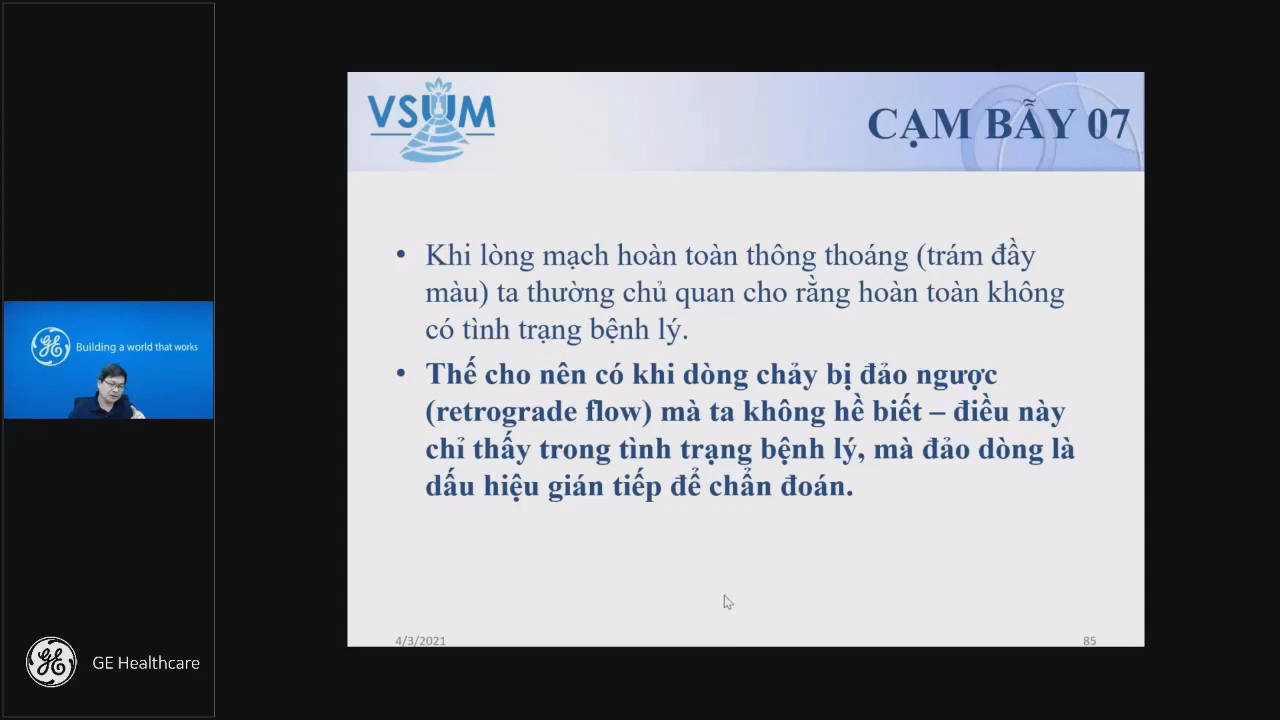 VSUM
CẠM BẪY 07
• Khi lòng mạch hoàn toàn thông thoáng (trám đầy
màu) ta thường chủ quan cho rằng hoàn toàn không
có tình trạng bệnh lý.
• Thế cho nên có khi dòng chảy bị đảo ngược
(retrograde flow) mà ta không hề biết – điều này
chỉ thấy trong tình trạng bệnh lý, mà đảo dòng là
dấu hiệu gián tiếp để chẩn đoán.
4/3/2021
85
GE Building a world that works
GE GE Healthcare